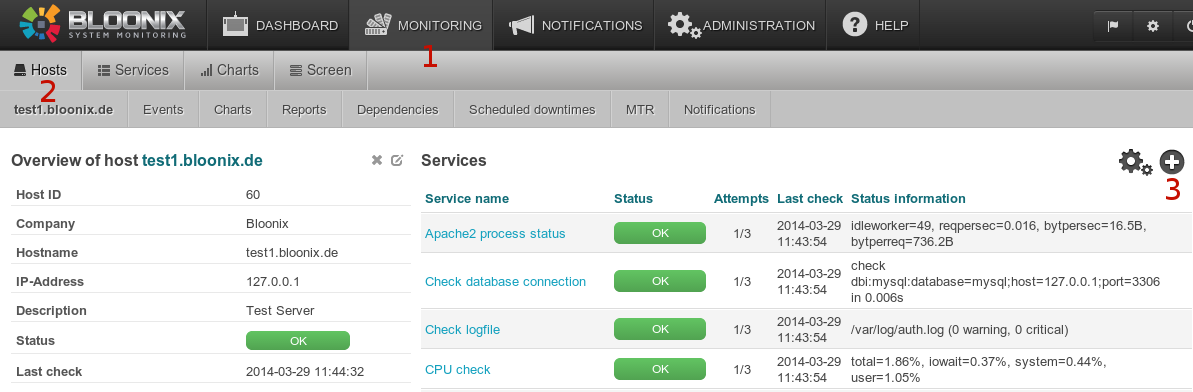 BLOONIX
SYSTEM MONITORING
DASHBOARD MONITORING NOTIFICATIONS ADMINISTRATION HELP
1
Hosts Services Charts Screen
2
test1.bloonix.de Events Charts Reports Dependencies Scheduled downtimes MTR Notifications
Overview of host test1.bloonix.de
Host ID 60
Company Bloonix
Hostname test1.bloonix.de
IP-Address 127.0.0.1
Description Test Server
Status OK
Last check 2014-03-29 11:44:32
Services
3
Service name Status Attempts Last check Status information
Apache2 process status OK 1/3 2014-03-29 11:43:54 idleworker=49, reqpersec=0.016, bytpersec=16.5B,
bytperreq=736.2B
Check database connection OK 1/3 2014-03-29 11:43:54 check
dbi:mysql:database=mysql;host=127.0.0.1;port=3306
in 0.006s
Check logfile OK 1/3 2014-03-29 11:43:54 /var/log/auth.log (0 warning, 0 critical)
CPU check OK 1/3 2014-03-29 11:43:54 total=1.86%, iowait=0.37%, system=0.44%,
user=1.05%